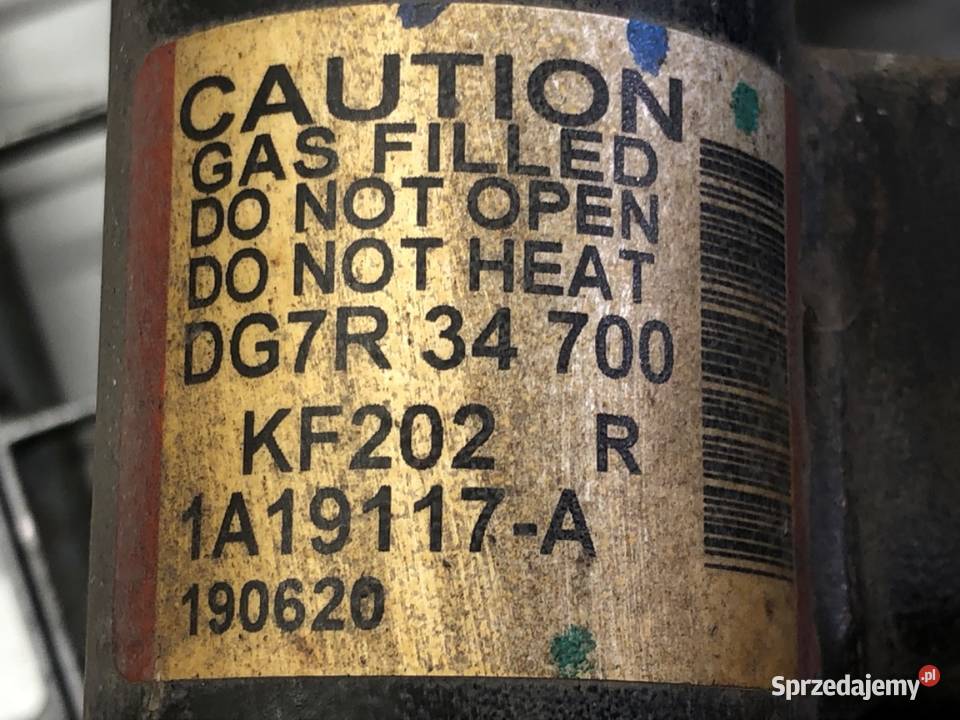 CAUTION
GAS FILLED
DO NOT OPEN
DO NOT HEAT
DG7R 34 700
KF202 R
1A19117-A
190620
Sprzedajemy.pl